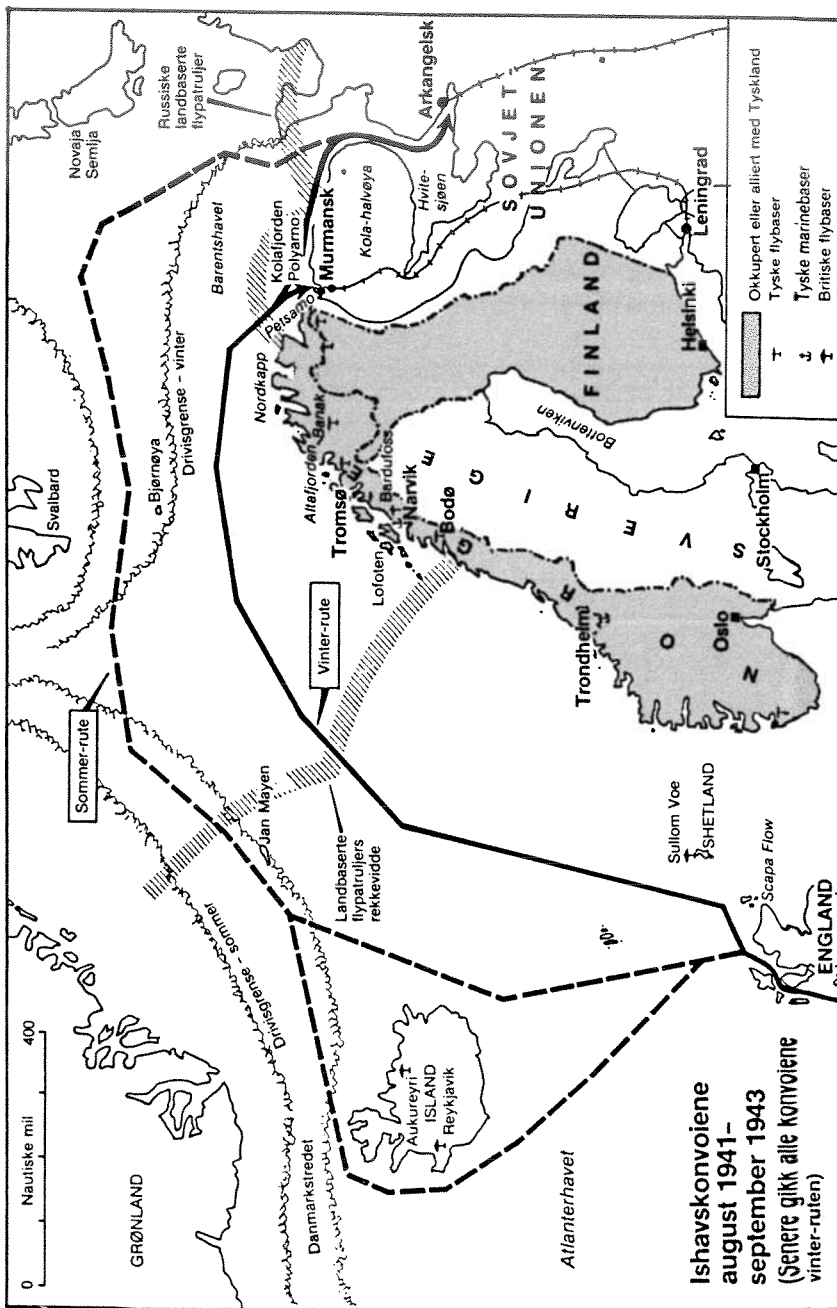 0 Nautiske mil 400
GRØNLAND
Danmarkstredet
Drivisgrense – sommer
Sommer-rute
Svalbard
Bjørnøya
Drivisgrense – vinter
Novaja
Semlja
Barentshavet
Russiske
landbaserte
flypatruljer
Jan Mayen
Landbaserte
flypatruljers
rekkevidde
Vinter-rute
Nordkapp
Altafjorden
Banak
Tromsø
Bardufoss
Lofoten
Narvik
Bodø
Petsamo
Kolafjorden
Polyarno
Murmansk
Kola-halvøya
Hvite-
sjøen
Arkangelsk
SOVJET-
UNIONEN
Aukureyri
ISLAND
Reykjavik
Atlanterhavet
Trondheim
NORGE
Oslo
SVERIGE
Stockholm
Bottenviken
FINLAND
Helsinki
Leningrad
Sullom Voe
SHETLAND
Scapa Flow
ENGLAND
Ishavskonvoiene
august 1941–
september 1943
(Senere gikk alle konvoiene
vinter-ruten)
Okkupert eller alliert med Tyskland
Tyske flybaser
Tyske marinebaser
Britiske flybaser